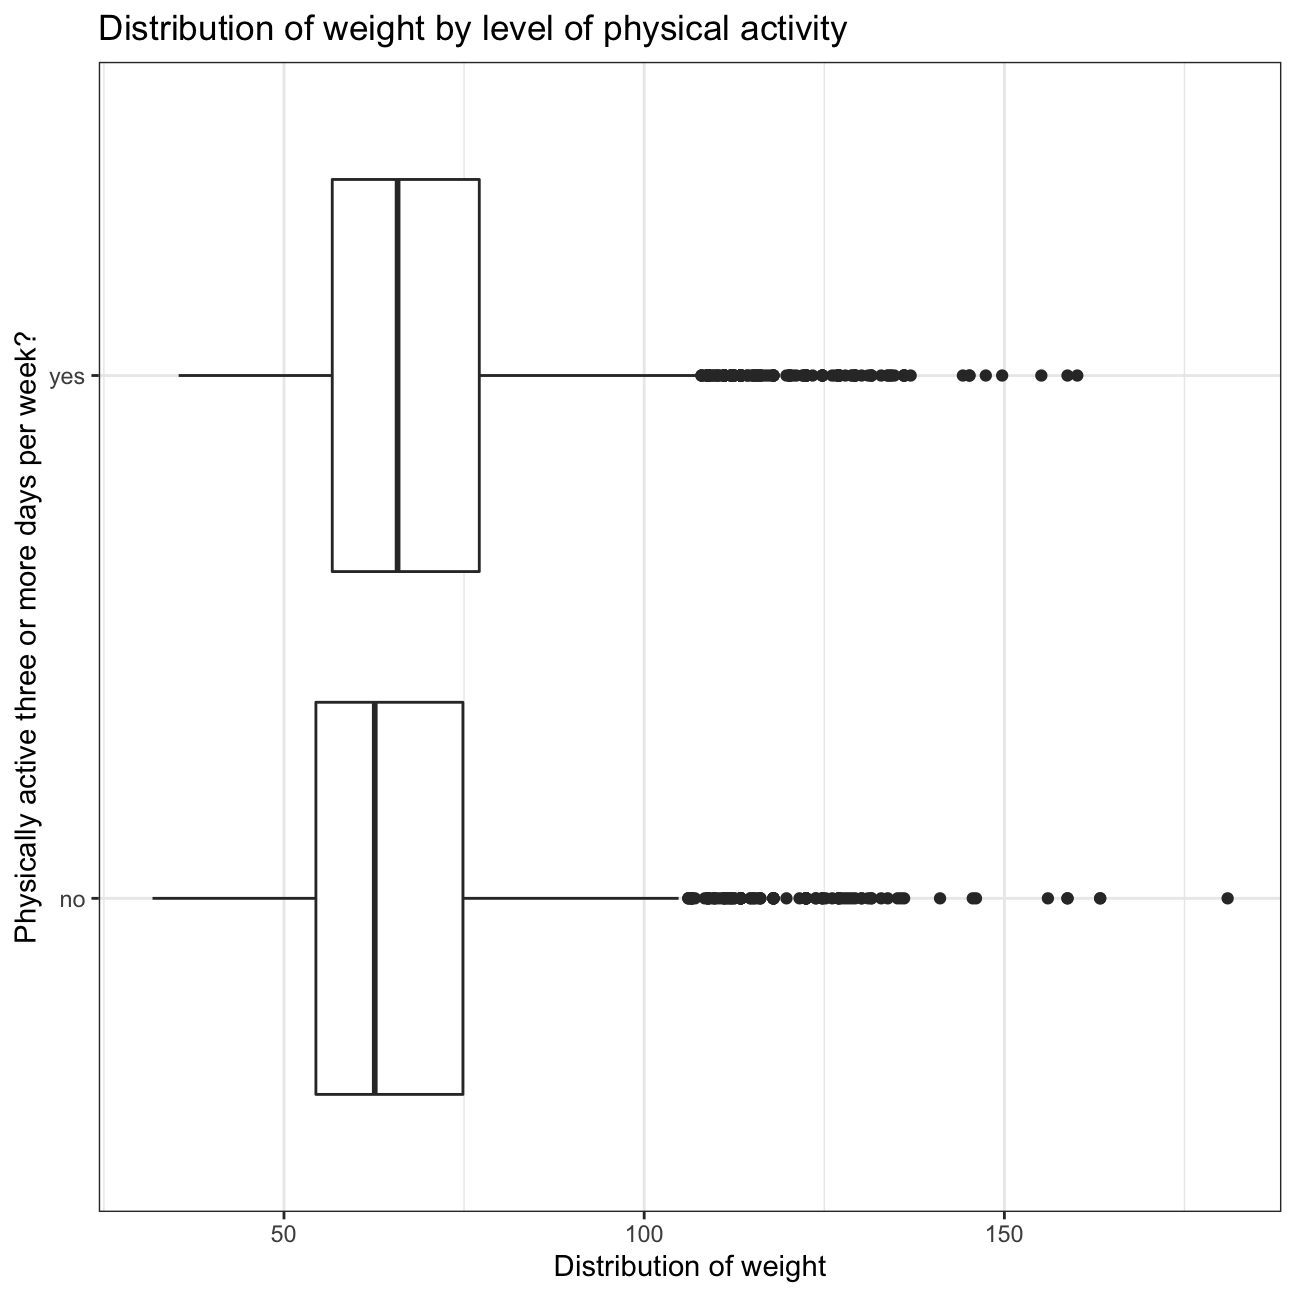 Distribution of weight by level of physical activity
Physically active three or more days per week?
yes
no
50
100
150
Distribution of weight